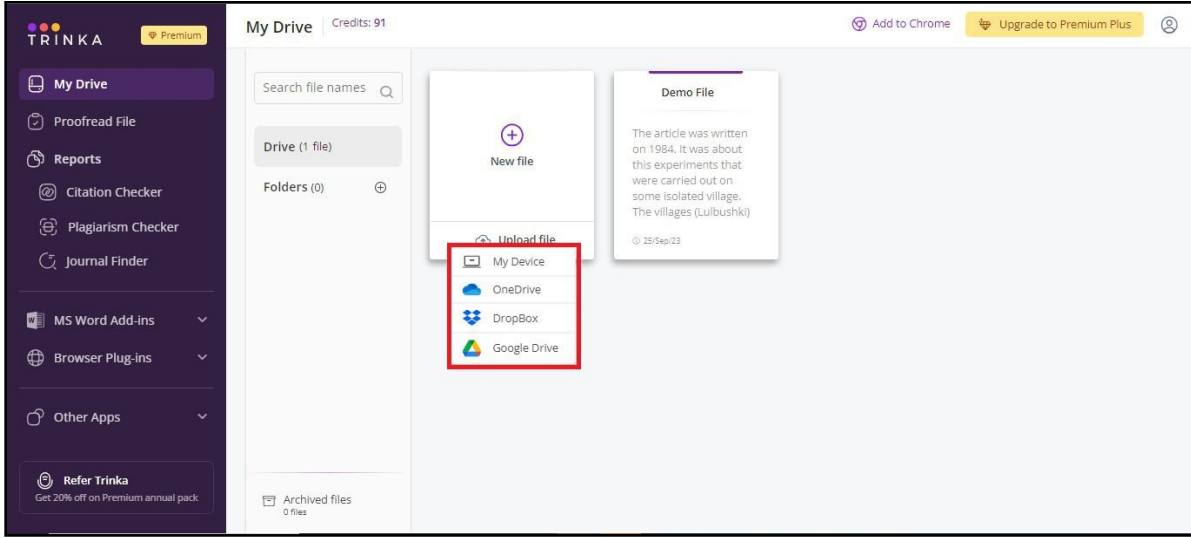 TRINKA
Premium
My Drive
Proofread File
Reports
Citation Checker
Plagiarism Checker
Journal Finder
MS Word Add-ins
Browser Plug-ins
Other Apps
Refer Trinka
Get 20% off on Premium annual pack
My Drive
Credits: 91
Add to Chrome
Upgrade to Premium Plus
Search file names
Drive (1 file)
Folders (0)
Archived files
0 files
New file
Upload file
My Device
OneDrive
DropBox
Google Drive
Demo File
The article was written
on 1984. It was about
this experiments that
were carried out on
some isolated village.
The villages (Lulbushki)
25/Sep/23